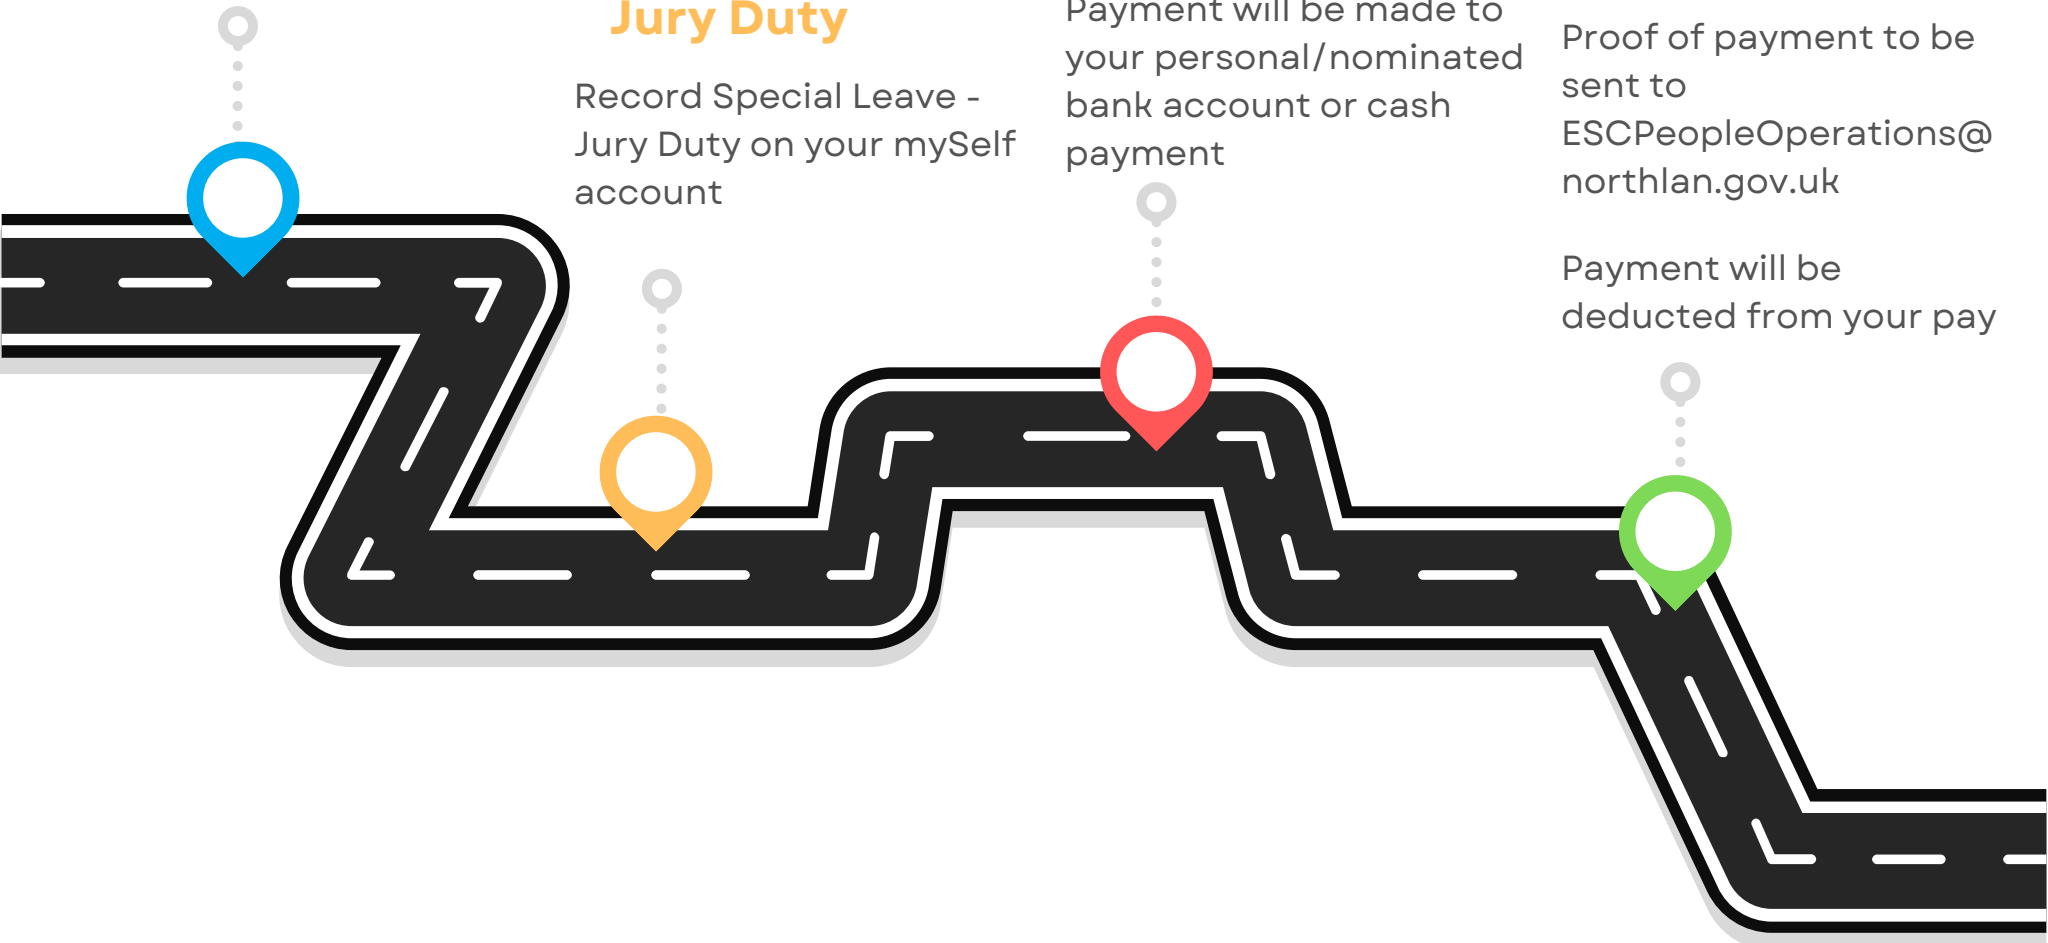 Jury Duty
Record Special Leave -
Jury Duty on your mySelf
account
Payment will be made to
your personal/nominated
bank account or cash
payment
Proof of payment to be
sent to
ESCPeopleOperations@
northlan.gov.uk
Payment will be
deducted from your pay